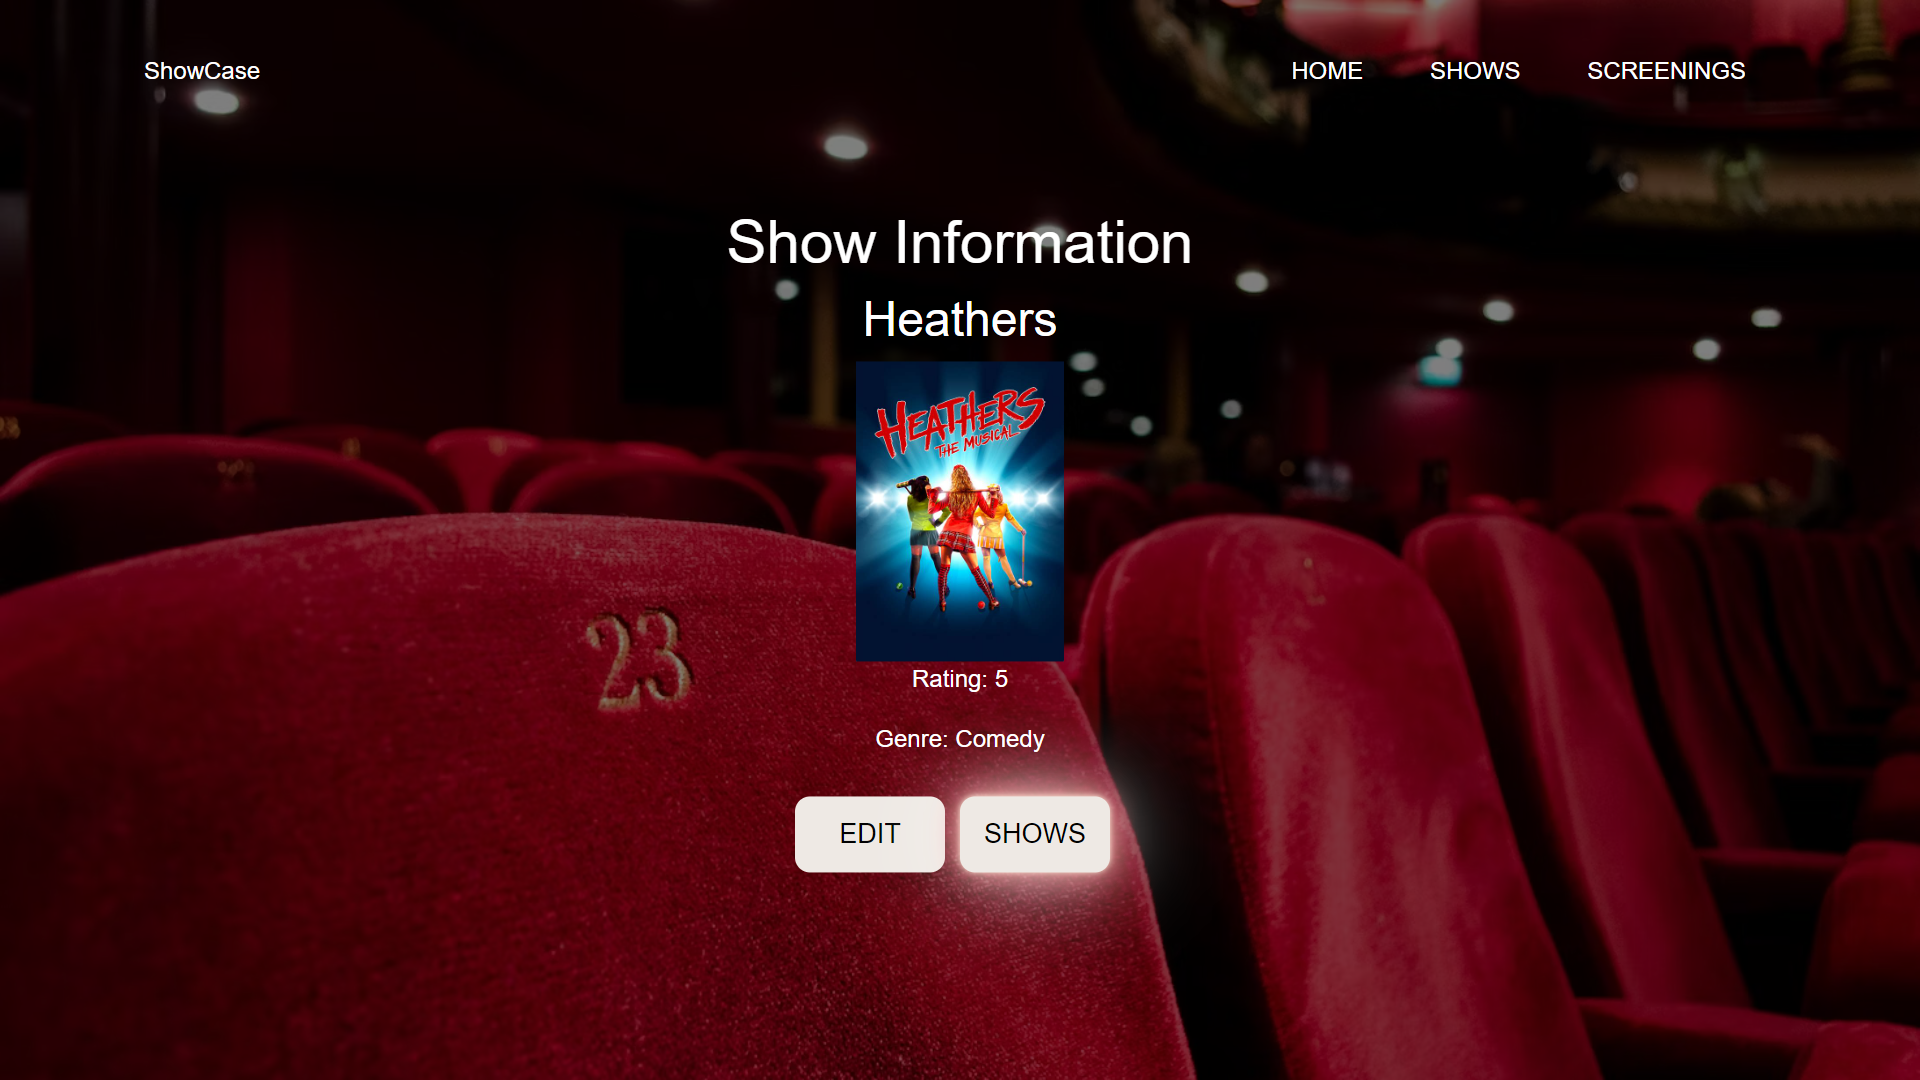 ShowCase
HOME SHOWS SCREENINGS
Show Information
Heathers
HEATHERS
THE MUSICAL
23
Rating: 5
Genre: Comedy
EDIT SHOWS